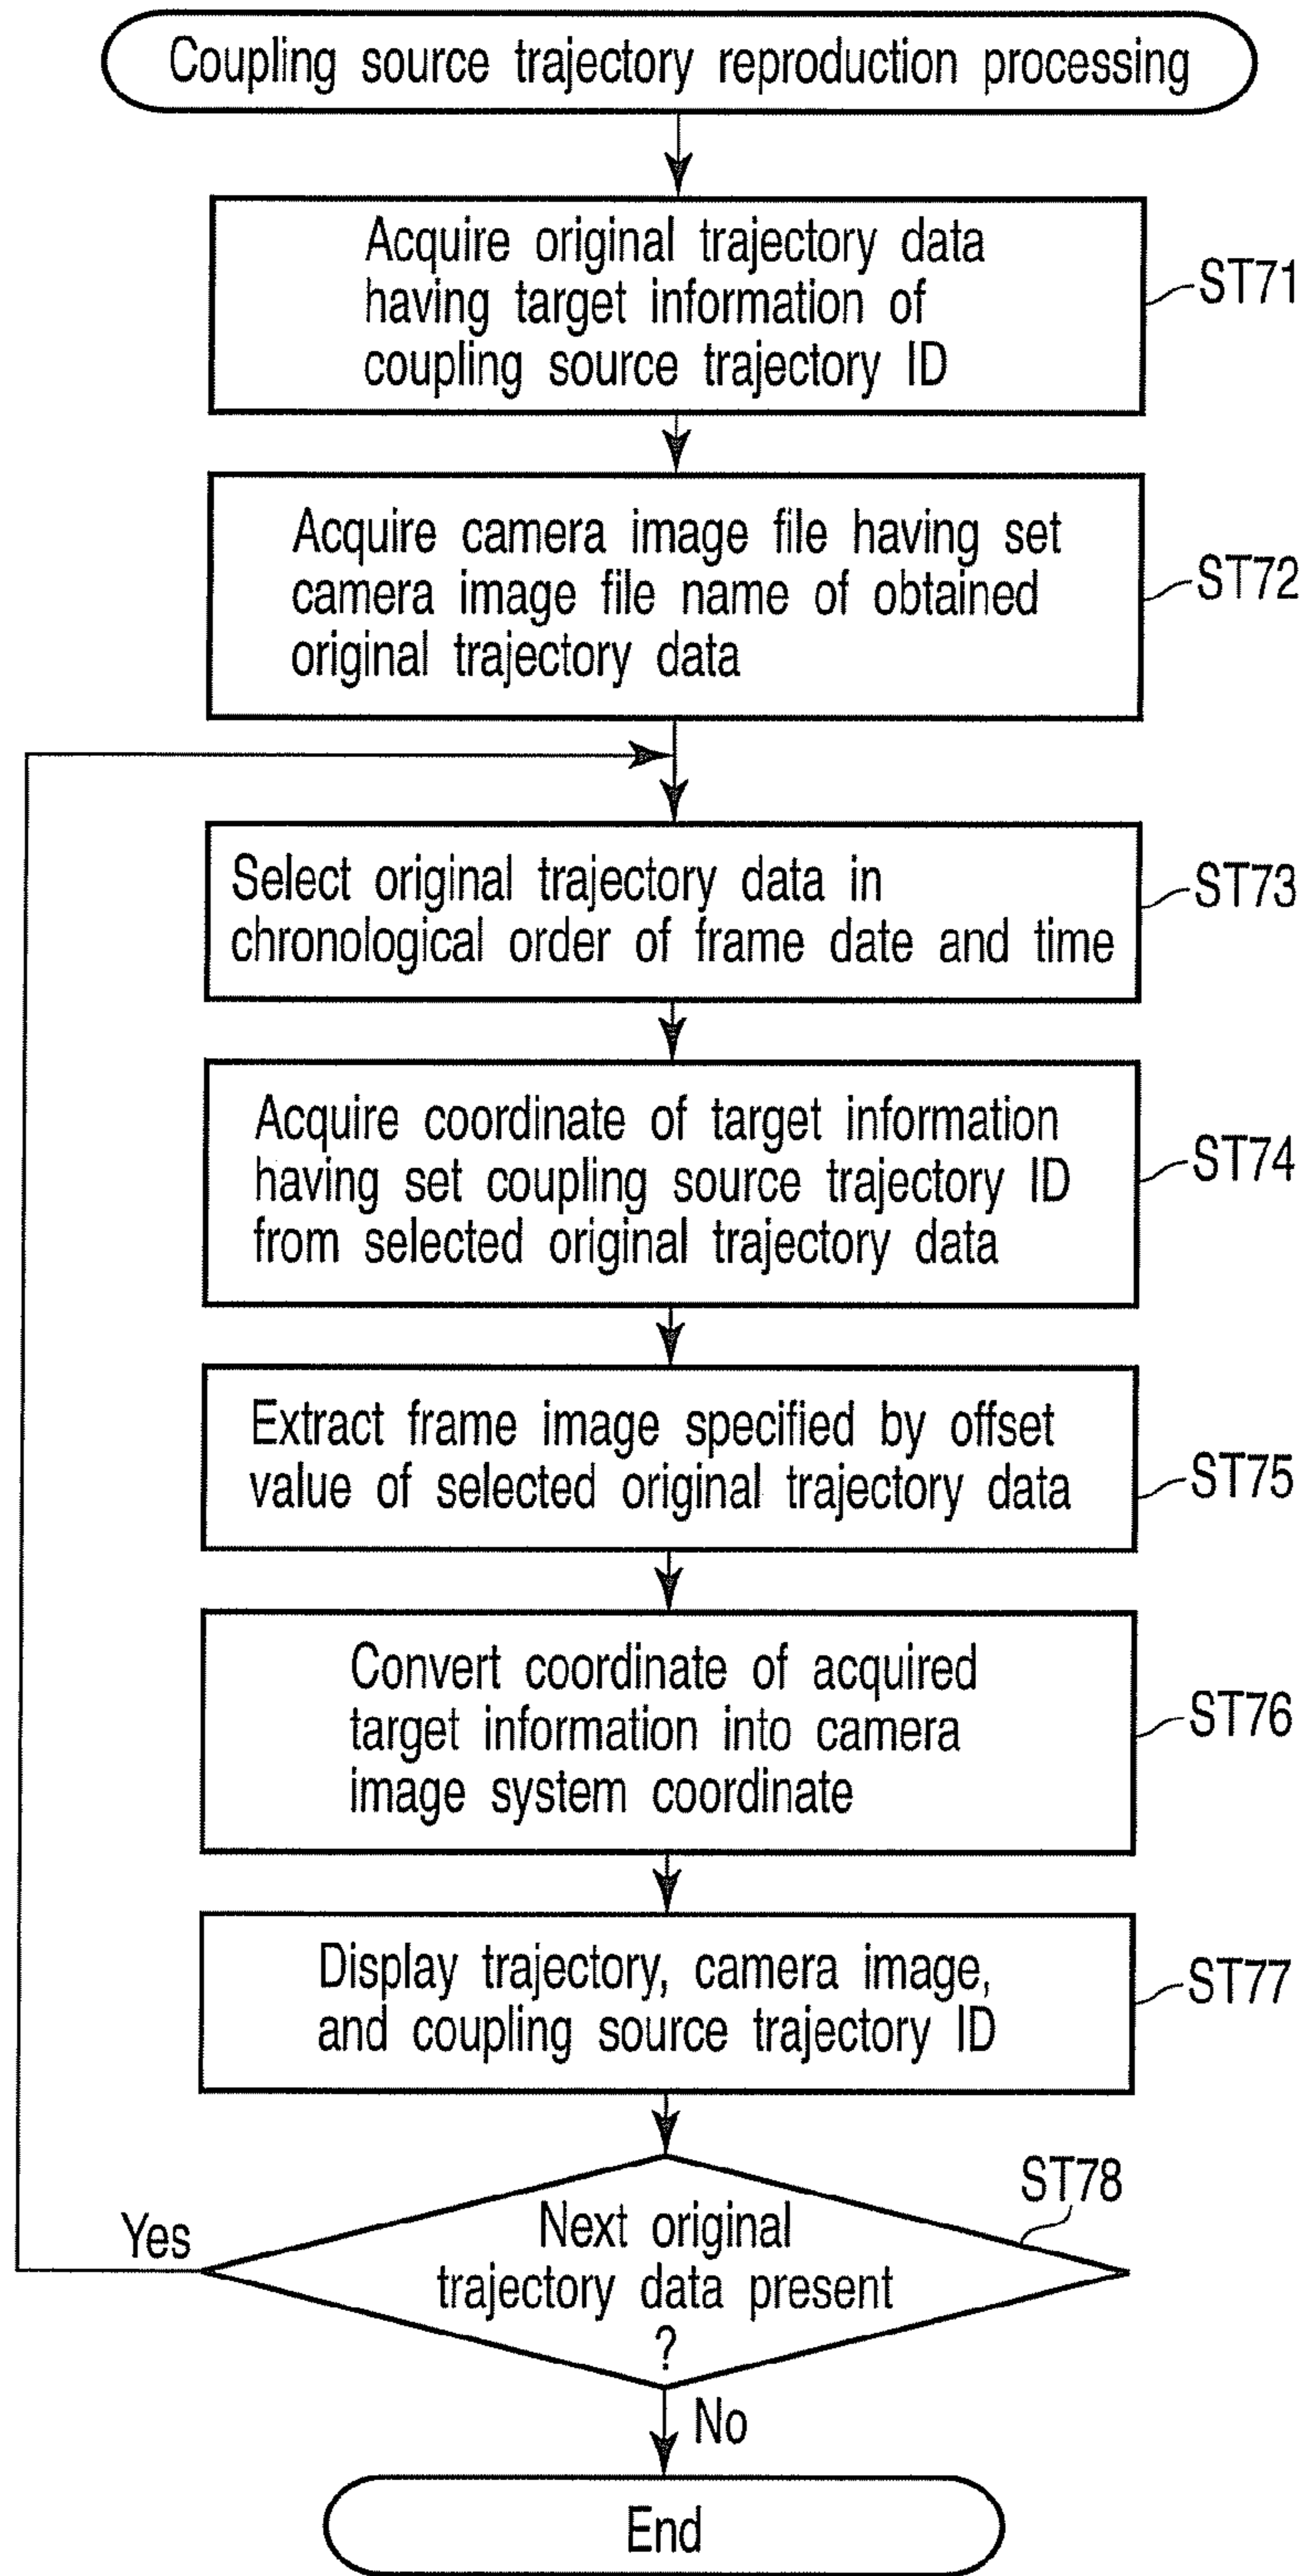 Coupling source trajectory reproduction processing
Acquire original trajectory data
having target information of
coupling source trajectory ID
ST71
Acquire camera image file having set
camera image file name of obtained
original trajectory data
ST72
Select original trajectory data in
chronological order of frame date and time
ST73
Acquire coordinate of target information
having set coupling source trajectory ID
from selected original trajectory data
ST74
Extract frame image specified by offset
value of selected original trajectory data
ST75
Convert coordinate of acquired
target information into camera
image system coordinate
ST76
Display trajectory, camera image,
and coupling source trajectory ID
ST77
ST78
Yes
Next original
trajectory data present
?
No
End